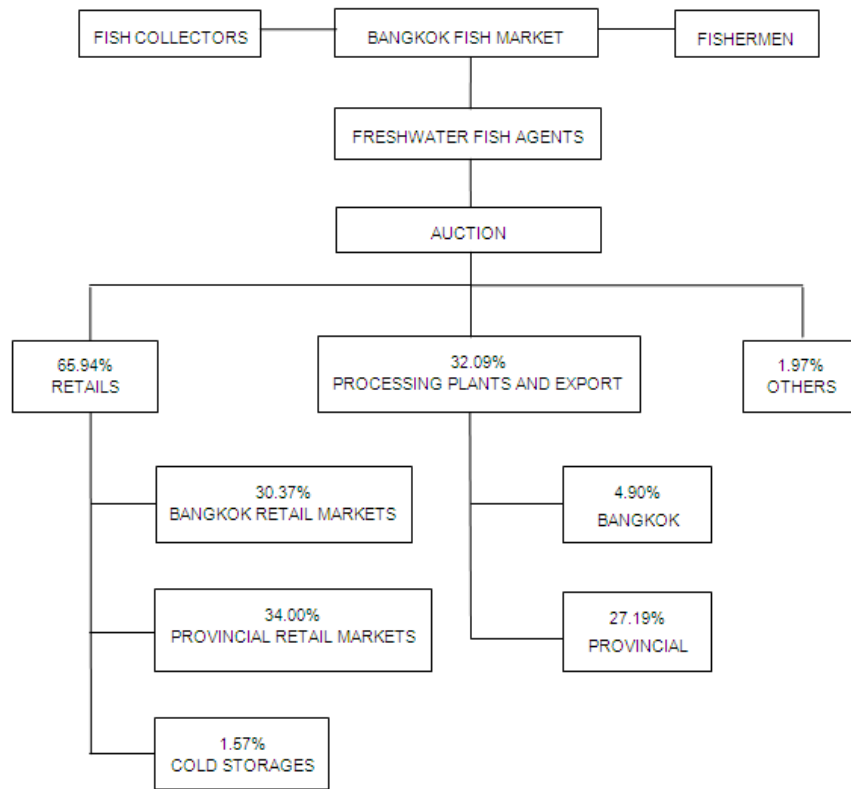 FISH COLLECTORS
BANGKOK FISH MARKET
FISHERMEN
FRESHWATER FISH AGENTS
AUCTION
65.94%
RETAILS
32.09%
PROCESSING PLANTS AND EXPORT
1.97%
OTHERS
30.37%
BANGKOK RETAIL MARKETS
4.90%
BANGKOK
34.00%
PROVINCIAL RETAIL MARKETS
27.19%
PROVINCIAL
1.57%
COLD STORAGES